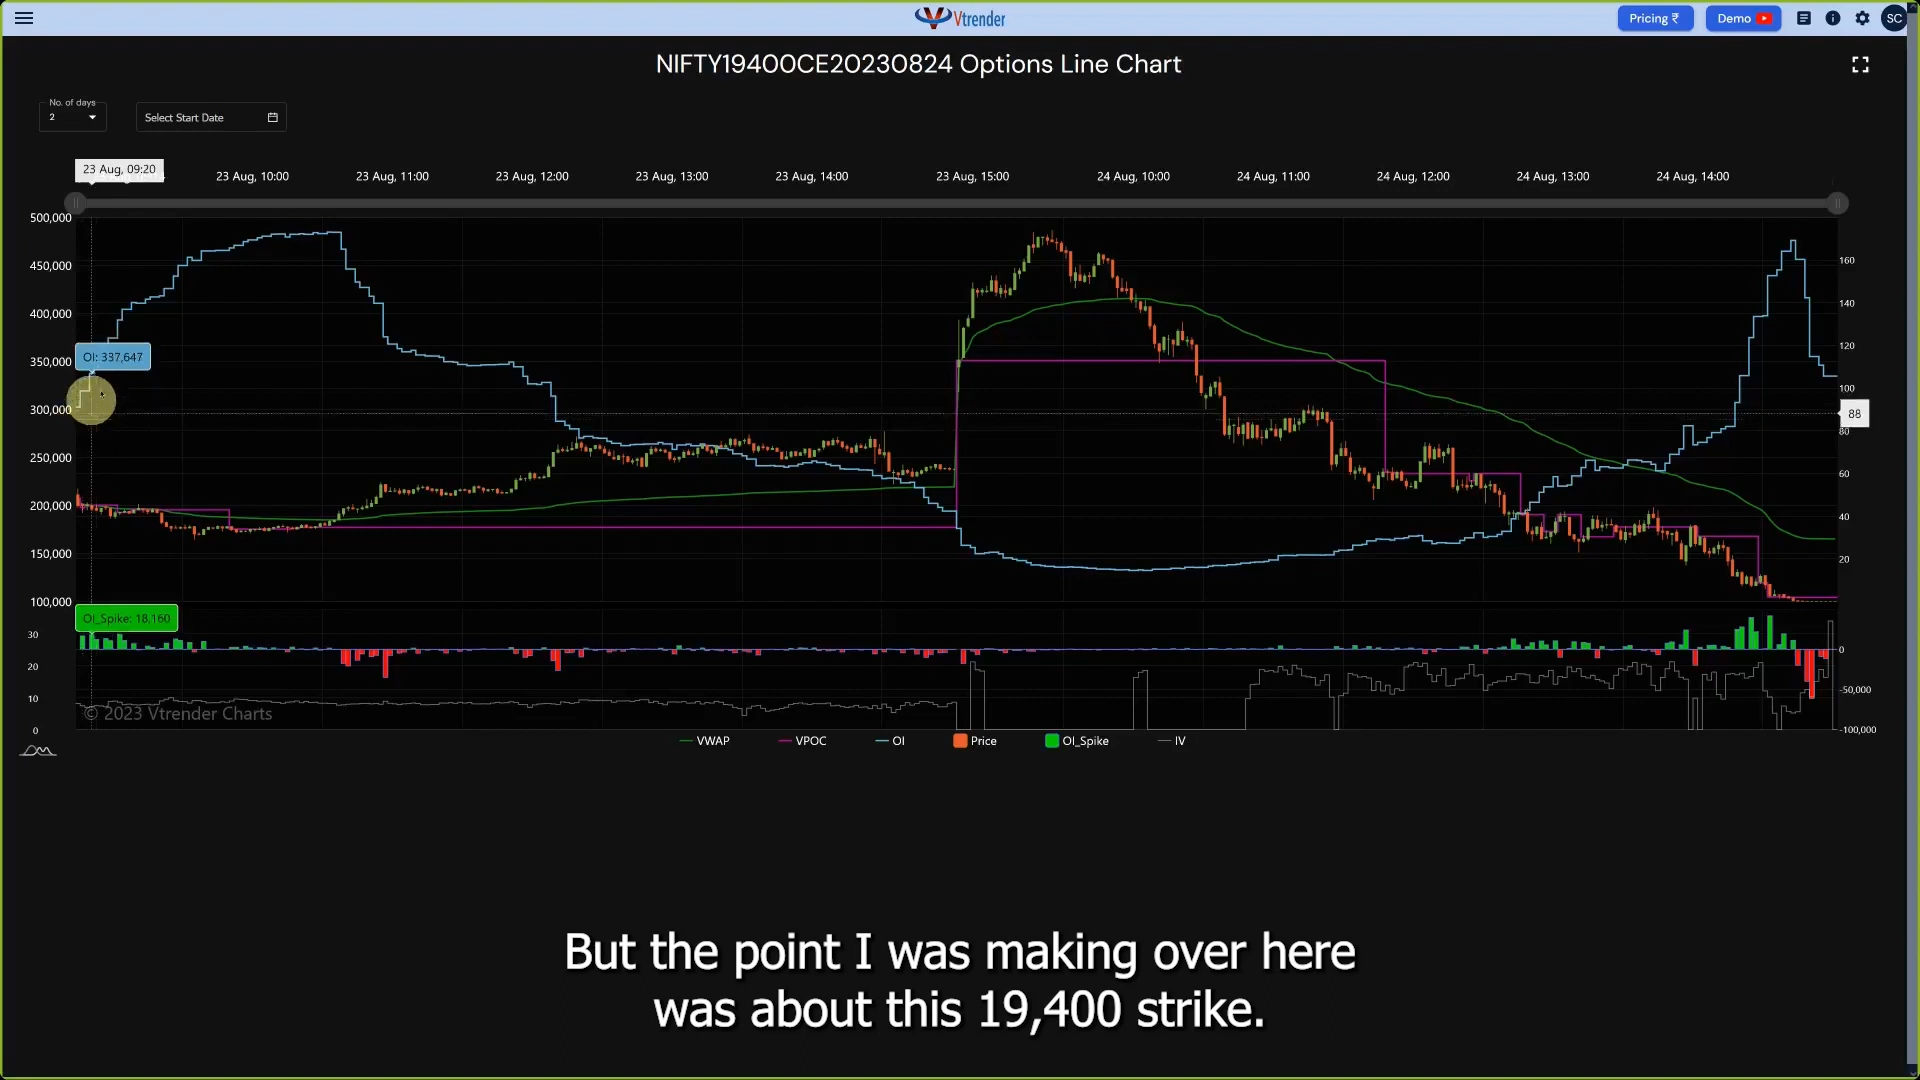 Vtrender
Pricing ₹
Demo
SC
NIFTY19400CE20230824 Options Line Chart
No. of days
2
Select Start Date
23 Aug, 09:20
23 Aug, 10:00
23 Aug, 11:00
23 Aug, 12:00
23 Aug, 13:00
23 Aug, 14:00
23 Aug, 15:00
24 Aug, 10:00
24 Aug, 11:00
24 Aug, 12:00
24 Aug, 13:00
24 Aug, 14:00
500,000
450,000
400,000
350,000
300,000
250,000
200,000
150,000
100,000
OI: 337,647
160
140
120
100
88
80
60
40
20
OI_Spike: 18,160
30
20
10
0
0
-50,000
-100,000
© 2023 Vtrender Charts
VWAP
VPOC
OI
Price
OI_Spike
IV
But the point I was making over here
was about this 19,400 strike.